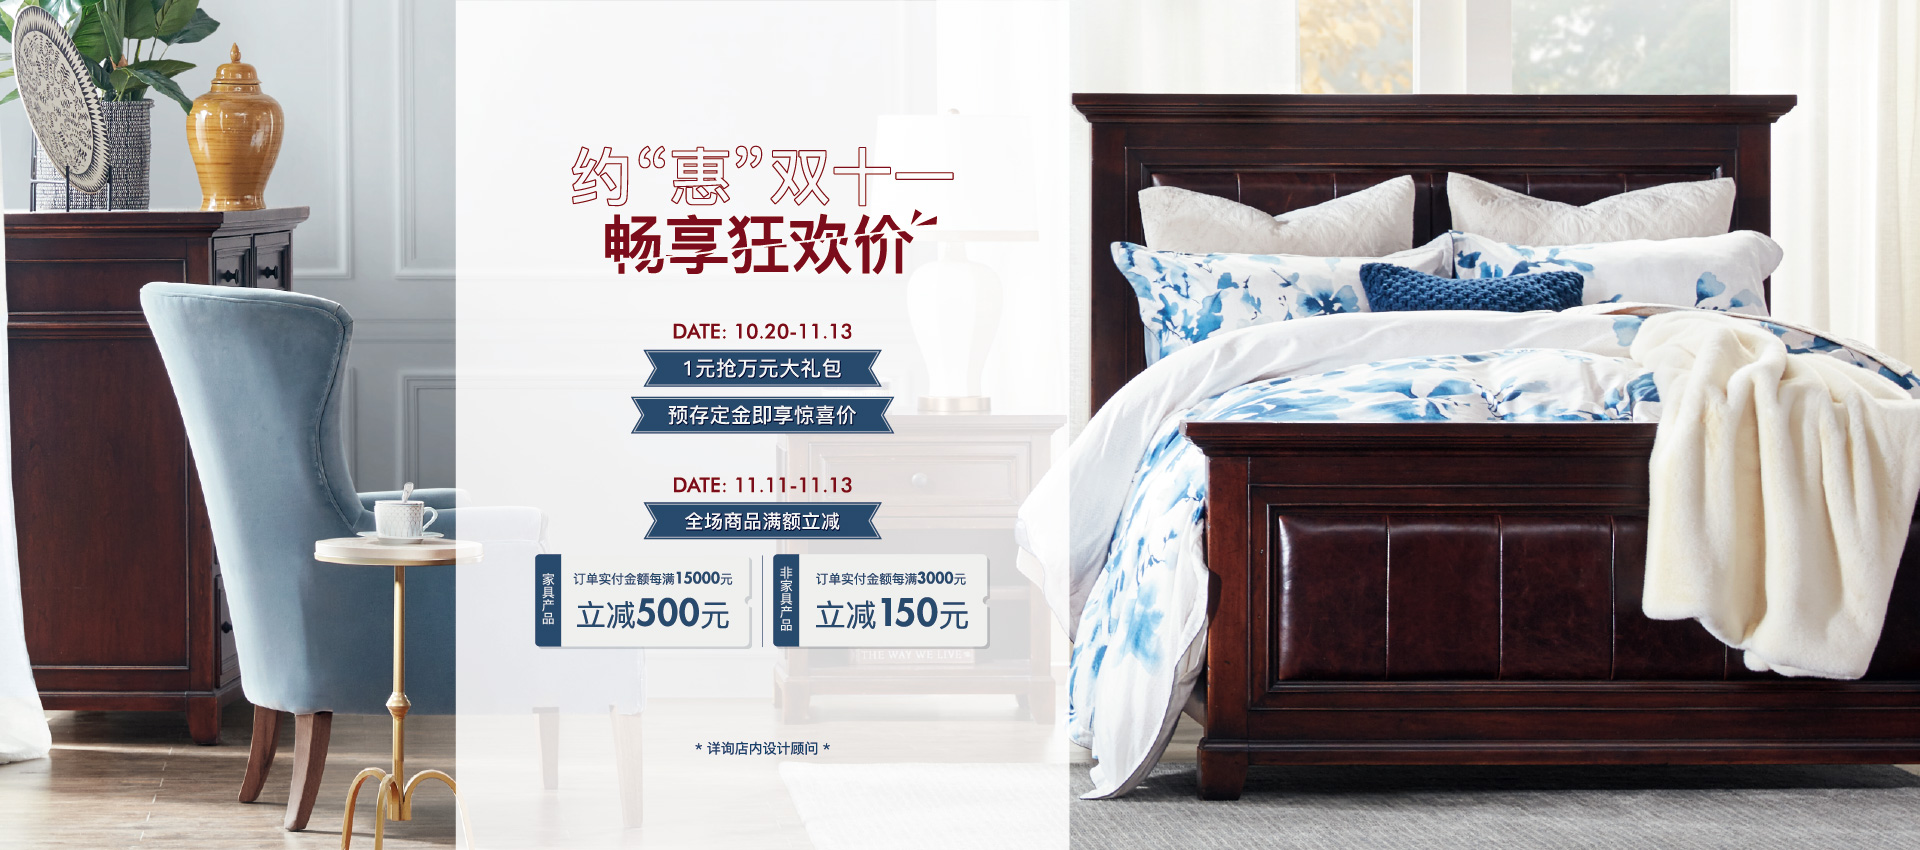 约“惠”双十一
畅享狂欢价
DATE: 10.20-11.13
1元抢万元大礼包
预存定金即享惊喜价
DATE: 11.11-11.13
全场商品满额立减
家具产品
订单实付金额每满15000元
立减500元
非家具产品
订单实付金额每满3000元
立减150元
THE WAY WE LIVE
* 详询店内设计顾问 *